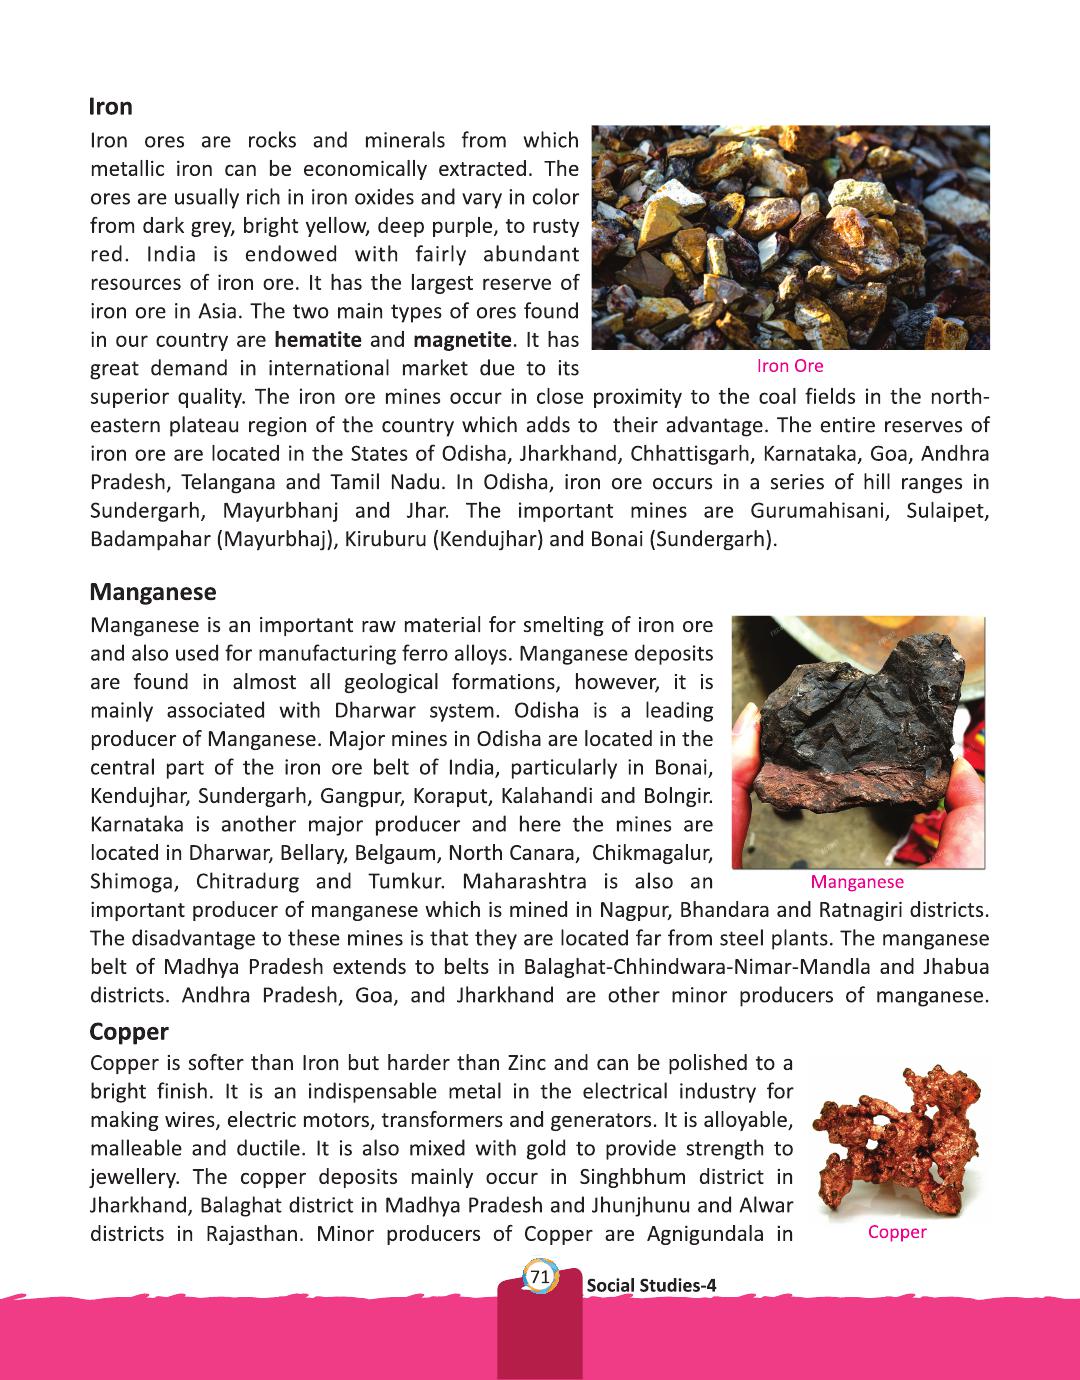 Iron
Iron ores are rocks and minerals from which
metallic iron can be economically extracted. The
ores are usually rich in iron oxides and vary in color
from dark grey, bright yellow, deep purple, to rusty
red. India is endowed with fairly abundant
resources of iron ore. It has the largest reserve of
iron ore in Asia. The two main types of ores found
in our country are hematite and magnetite. It has
great demand in international market due to its
Iron Ore
superior quality. The iron ore mines occur in close proximity to the coal fields in the north-
eastern plateau region of the country which adds to their advantage. The entire reserves of
iron ore are located in the States of Odisha, Jharkhand, Chhattisgarh, Karnataka, Goa, Andhra
Pradesh, Telangana and Tamil Nadu. In Odisha, iron ore occurs in a series of hill ranges in
Sundergarh, Mayurbhanj and Jhar. The important mines are Gurumahisani, Sulaipet,
Badampahar (Mayurbhaj), Kiruburu (Kendujhar) and Bonai (Sundergarh).
Manganese
Manganese is an important raw material for smelting of iron ore
and also used for manufacturing ferro alloys. Manganese deposits
are found in almost all geological formations, however, it is
mainly associated with Dharwar system. Odisha is a leading
producer of Manganese. Major mines in Odisha are located in the
central part of the iron ore belt of India, particularly in Bonai,
Kendujhar, Sundergarh, Gangpur, Koraput, Kalahandi and Bolngir.
Karnataka is another major producer and here the mines are
located in Dharwar, Bellary, Belgaum, North Canara, Chikmagalur,
Shimoga, Chitradurg and Tumkur. Maharashtra is also an
Manganese
important producer of manganese which is mined in Nagpur, Bhandara and Ratnagiri districts.
The disadvantage to these mines is that they are located far from steel plants. The manganese
belt of Madhya Pradesh extends to belts in Balaghat-Chhindwara-Nimar-Mandla and Jhabua
districts. Andhra Pradesh, Goa, and Jharkhand are other minor producers of manganese.
Copper
Copper is softer than Iron but harder than Zinc and can be polished to a
bright finish. It is an indispensable metal in the electrical industry for
making wires, electric motors, transformers and generators. It is alloyable,
malleable and ductile. It is also mixed with gold to provide strength to
jewellery. The copper deposits mainly occur in Singhbhum district in
Jharkhand, Balaghat district in Madhya Pradesh and Jhunjhunu and Alwar
districts in Rajasthan. Minor producers of Copper are Agnigundala in
Copper
71
Social Studies-4